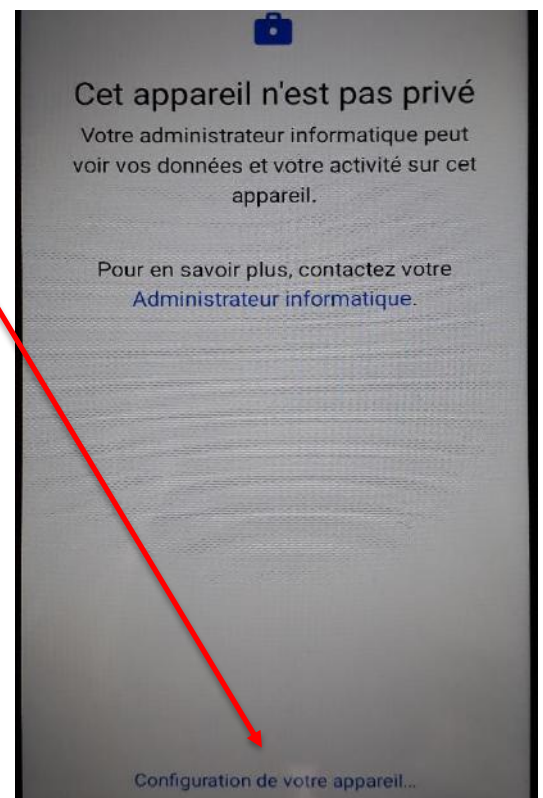 Cet appareil n'est pas privé
Votre administrateur informatique peut
voir vos données et votre activité sur cet
appareil.
Pour en savoir plus, contactez votre
Administrateur informatique.
Configuration de votre appareil...